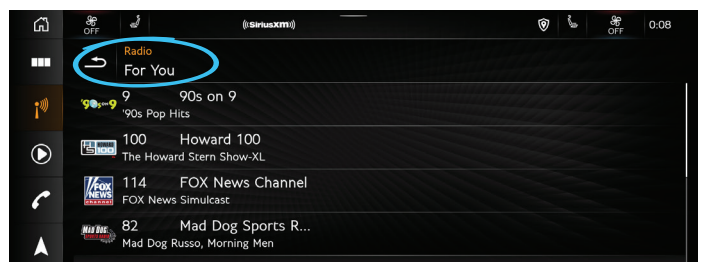 OFF
((SiriusXM))
OFF
0:08
Radio
For You
'90s on 9
9 90s on 9
'90s Pop Hits
HOWARD 100
100 Howard 100
The Howard Stern Show-XL
FOX NEWS channel
114 FOX News Channel
FOX News Simulcast
MAD DOG SPORTS RADIO
82 Mad Dog Sports R...
Mad Dog Russo, Morning Men